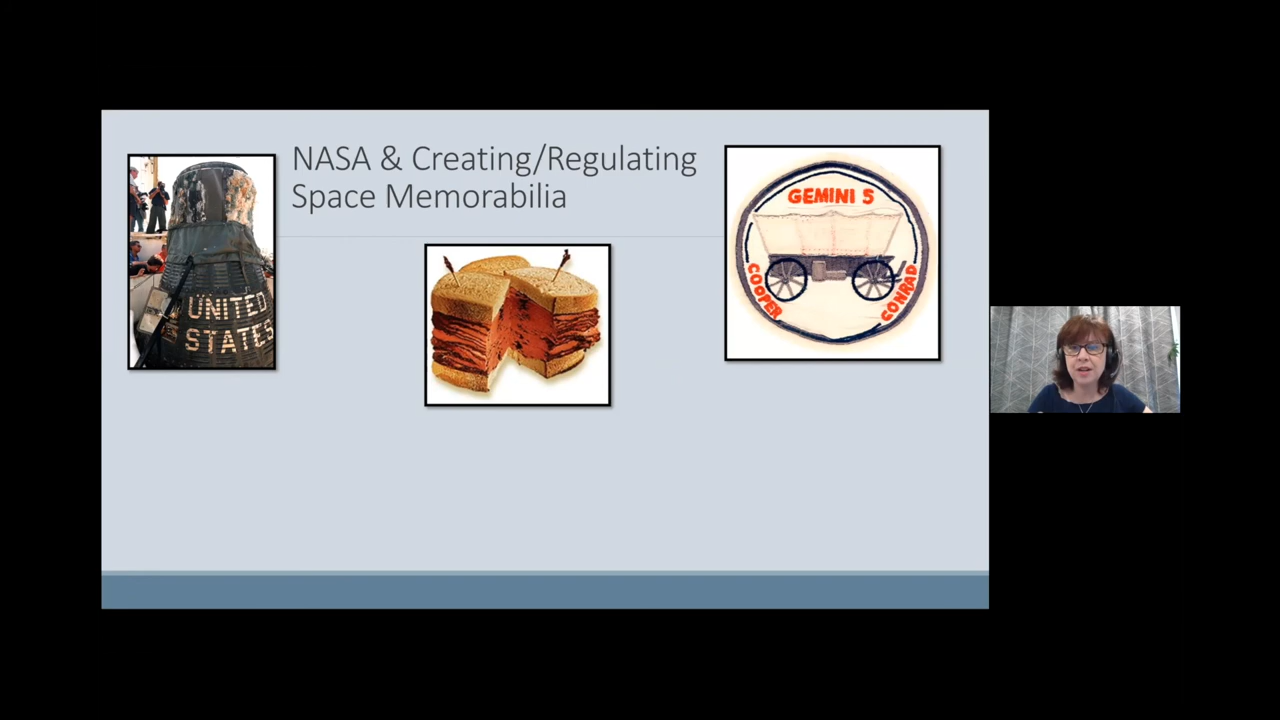 NASA & Creating/Regulating
Space Memorabilia
UNITED
STATES
GEMINI 5
COOPER
CONRAD